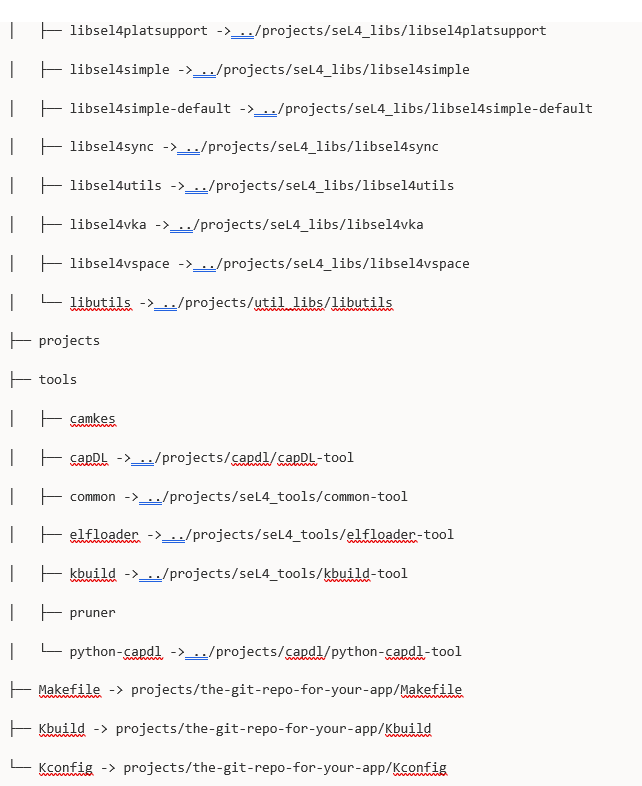 │   ├── libsel4platsupport -> ../projects/seL4_libs/libsel4platsupport
│   ├── libsel4simple -> ../projects/seL4_libs/libsel4simple
│   ├── libsel4simple-default -> ../projects/seL4_libs/libsel4simple-default
│   ├── libsel4sync -> ../projects/seL4_libs/libsel4sync
│   ├── libsel4utils -> ../projects/seL4_libs/libsel4utils
│   ├── libsel4vka -> ../projects/seL4_libs/libsel4vka
│   ├── libsel4vspace -> ../projects/seL4_libs/libsel4vspace
│   └── libutils -> ../projects/util_libs/libutils
├── projects
├── tools
│   ├── camkes
│   ├── capDL -> ../projects/capdl/capDL-tool
│   ├── common -> ../projects/seL4_tools/common-tool
│   ├── elfloader -> ../projects/seL4_tools/elfloader-tool
│   ├── kbuild -> ../projects/seL4_tools/kbuild-tool
│   ├── pruner
│   └── python-capdl -> ../projects/capdl/python-capdl-tool
├── Makefile -> projects/the-git-repo-for-your-app/Makefile
├── Kbuild -> projects/the-git-repo-for-your-app/Kbuild
└── Kconfig -> projects/the-git-repo-for-your-app/Kconfig